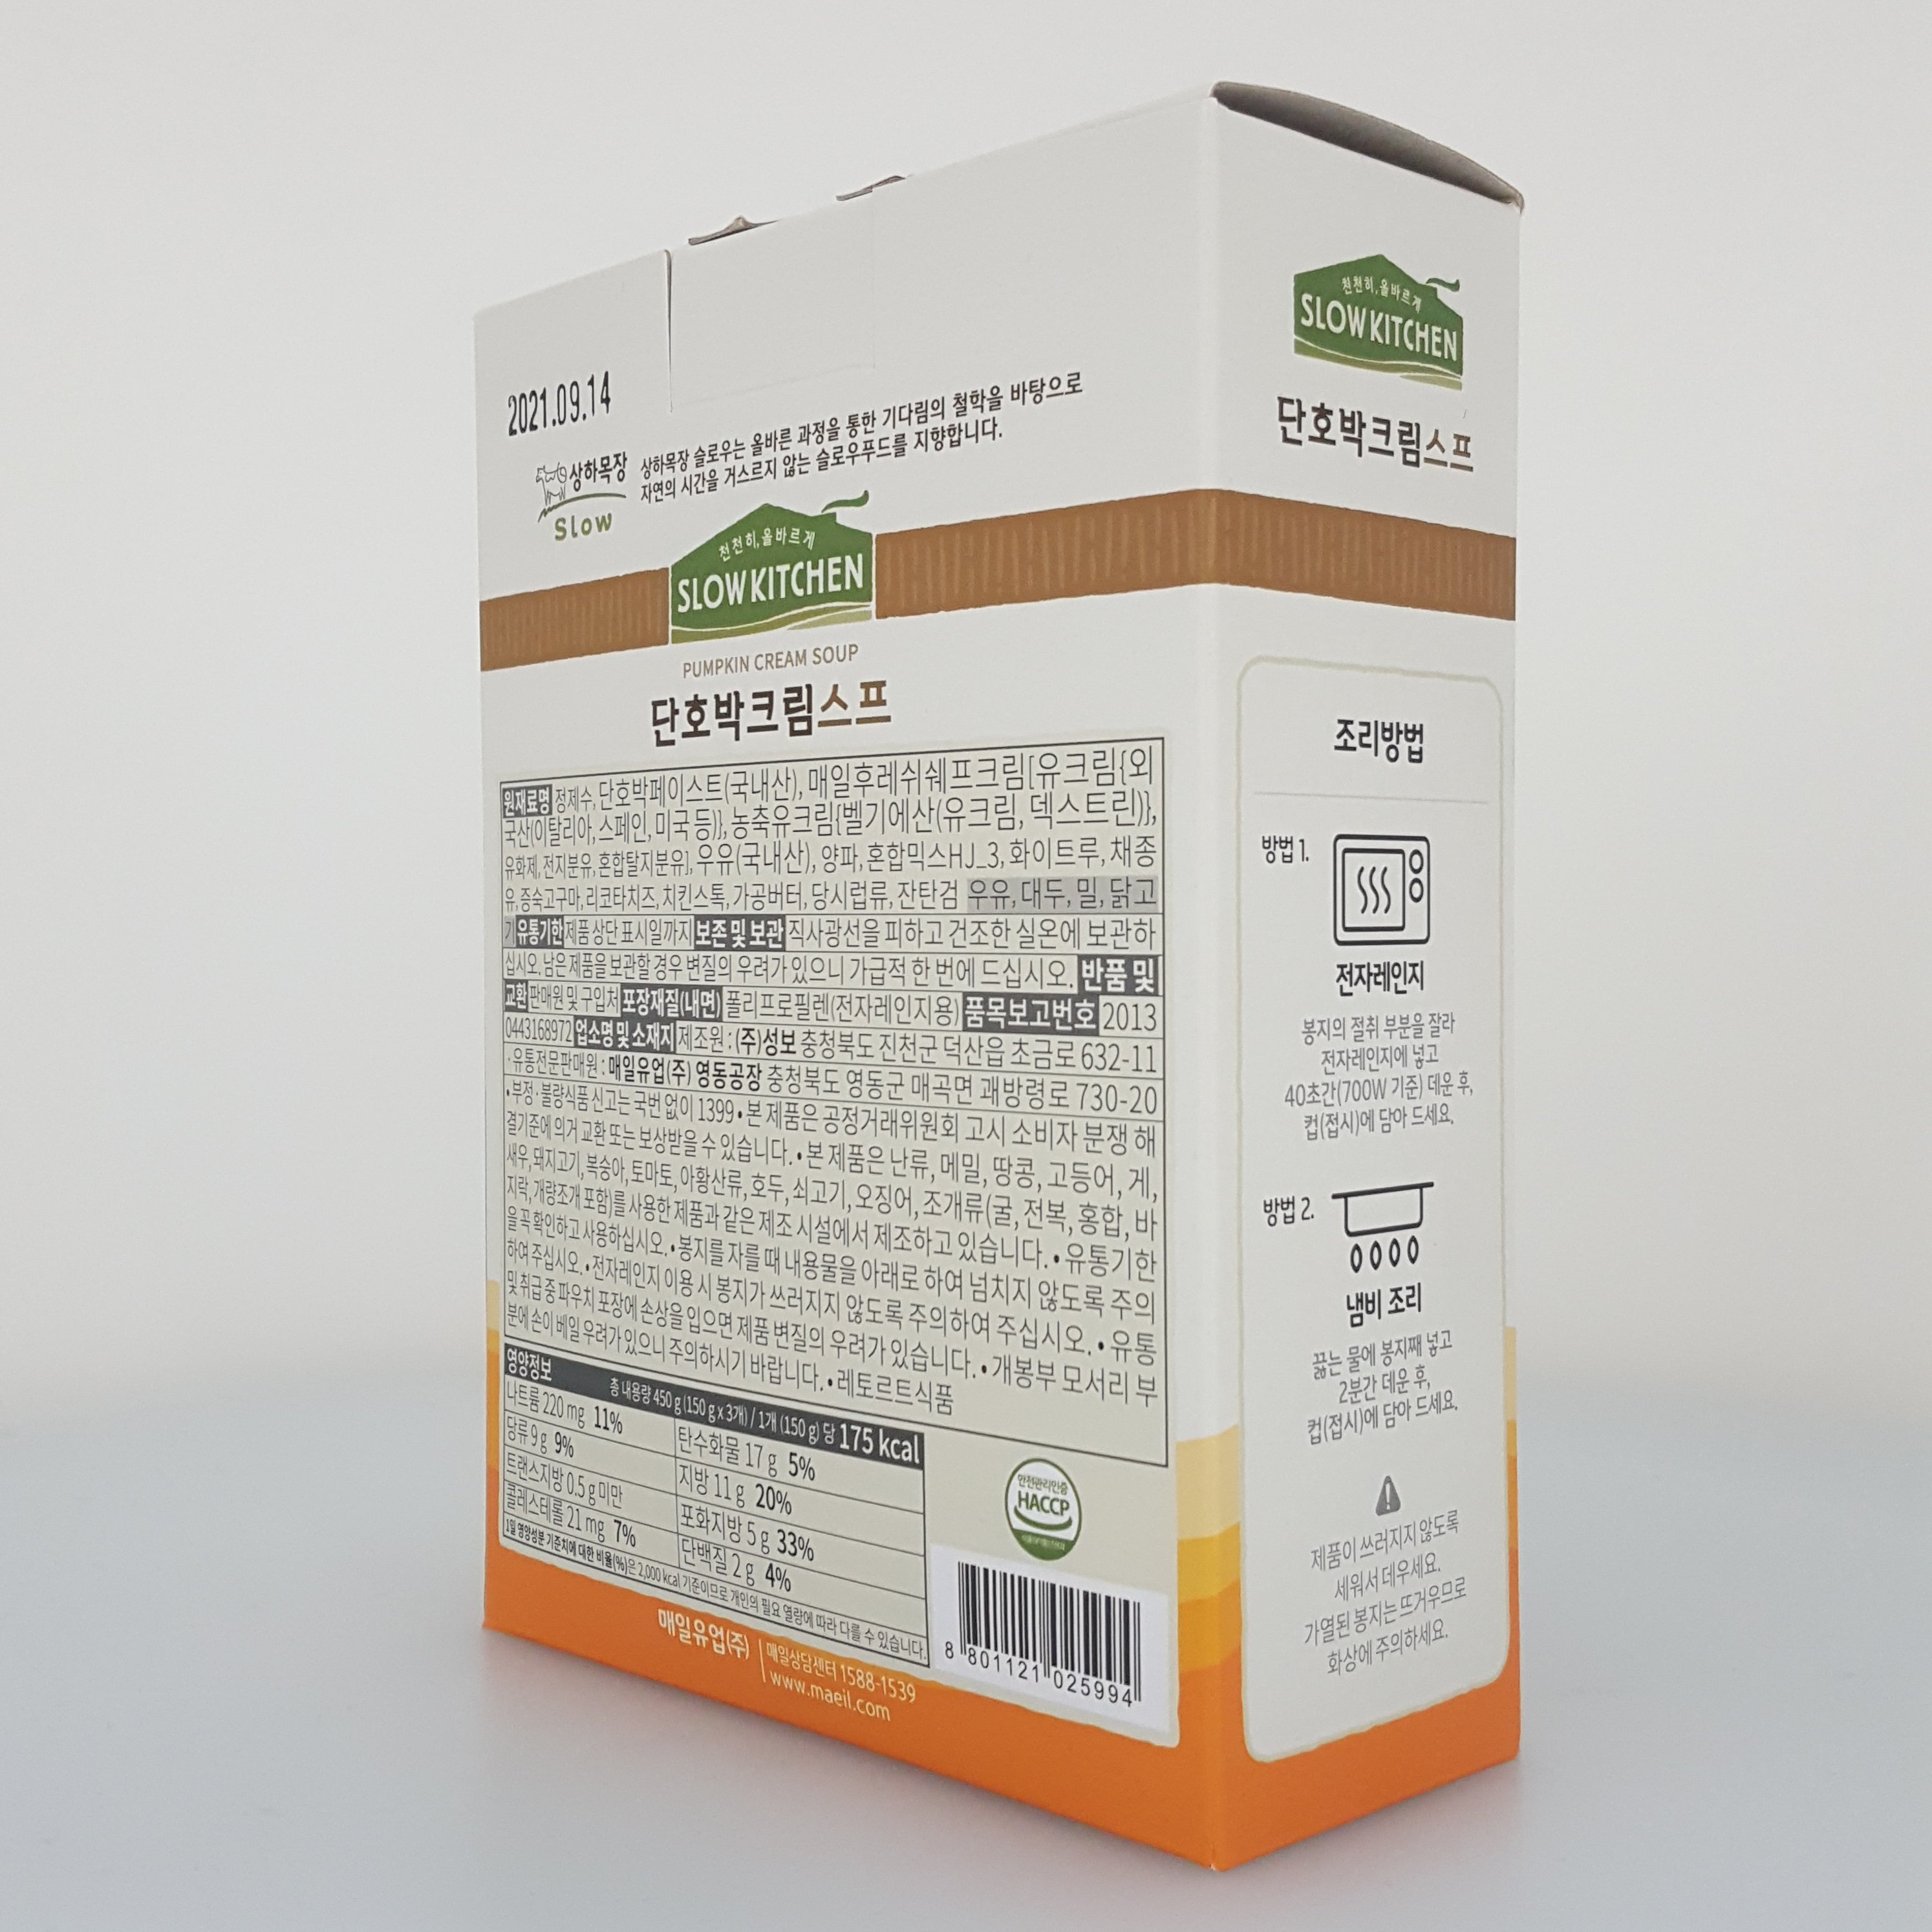 2021.09.14
상하목장
Slow
상하목장 슬로우는 올바른 과정을 통한 기다림의 철학을 바탕으로
자연의 시간을 거스르지 않는 슬로우푸드를 지향합니다.
천천히, 올바르게
SLOW KITCHEN
PUMPKIN CREAM SOUP
단호박크림스프
원재료명 정제수, 단호박페이스트(국내산), 매일후레쉬쉐프크림[유크림{외
국산(이탈리아, 스페인, 미국 등)}, 농축유크림{벨기에산(유크림, 덱스트린)},
유화제, 전지분유, 혼합탈지분유], 우유(국내산), 양파, 혼합믹스HJ_3, 화이트루, 채종
유, 증숙고구마, 리코타치즈, 치킨스톡, 가공버터, 당시럽류, 잔탄검 우유, 대두, 밀, 닭고
기 유통기한 제품 상단 표시일까지 보존 및 보관 직사광선을 피하고 건조한 실온에 보관하
십시오. 남은 제품을 보관할 경우 변질의 우려가 있으니 가급적 한 번에 드십시오. 반품 및
교환 판매원 및 구입처 포장재질(내면) 폴리프로필렌(전자레인지용) 품목보고번호 2013
0443168972 업소명 및 소재지 제조원 : (주)성보 충청북도 진천군 덕산읍 초금로 632-11
·유통전문판매원 : 매일유업(주) 영동공장 충청북도 영동군 매곡면 괘방령로 730-20
•부정·불량식품 신고는 국번 없이 1399 •본 제품은 공정거래위원회 고시 소비자 분쟁 해
결기준에 의거 교환 또는 보상받을 수 있습니다. •본 제품은 난류, 메밀, 땅콩, 고등어, 게,
새우, 돼지고기, 복숭아, 토마토, 아황산류, 호두, 쇠고기, 오징어, 조개류(굴, 전복, 홍합, 바
지락, 개량조개 포함)를 사용한 제품과 같은 제조 시설에서 제조하고 있습니다. •유통기한
을 꼭 확인하고 사용하십시오. •봉지를 자를 때 내용물을 아래로 하여 넘치지 않도록 주의
하여 주십시오. •전자레인지 이용 시 봉지가 쓰러지지 않도록 주의하여 주십시오. •유통
및 취급 중 파우치 포장에 손상을 입으면 제품 변질의 우려가 있습니다. •개봉부 모서리 부
분에 손이 베일 우려가 있으니 주의하시기 바랍니다. •레토르트식품
영양정보 총 내용량 450 g (150 g x 3개) / 1개 (150 g) 당 175 kcal
나트륨 220 mg 11% 탄수화물 17 g 5%
당류 9 g 9% 지방 11 g 20%
트랜스지방 0.5 g 미만 포화지방 5 g 33%
콜레스테롤 21 mg 7% 단백질 2 g 4%
1일 영양성분 기준치에 대한 비율(%)은 2,000 kcal 기준이므로 개인의 필요 열량에 따라 다를 수 있습니다.
안전관리인증
HACCP
8 801121 025994
매일유업(주)
매일상담센터 1588-1539
www.maeil.com
천천히, 올바르게
SLOW KITCHEN
단호박크림스프
조리방법
방법 1.
전자레인지
봉지의 절취 부분을 잘라
전자레인지에 넣고
40초간(700W 기준) 데운 후,
컵(접시)에 담아 드세요.
방법 2.
냄비 조리
끓는 물에 봉지째 넣고
2분간 데운 후,
컵(접시)에 담아 드세요.
제품이 쓰러지지 않도록
세워서 데우세요.
가열된 봉지는 뜨거우므로
화상에 주의하세요.